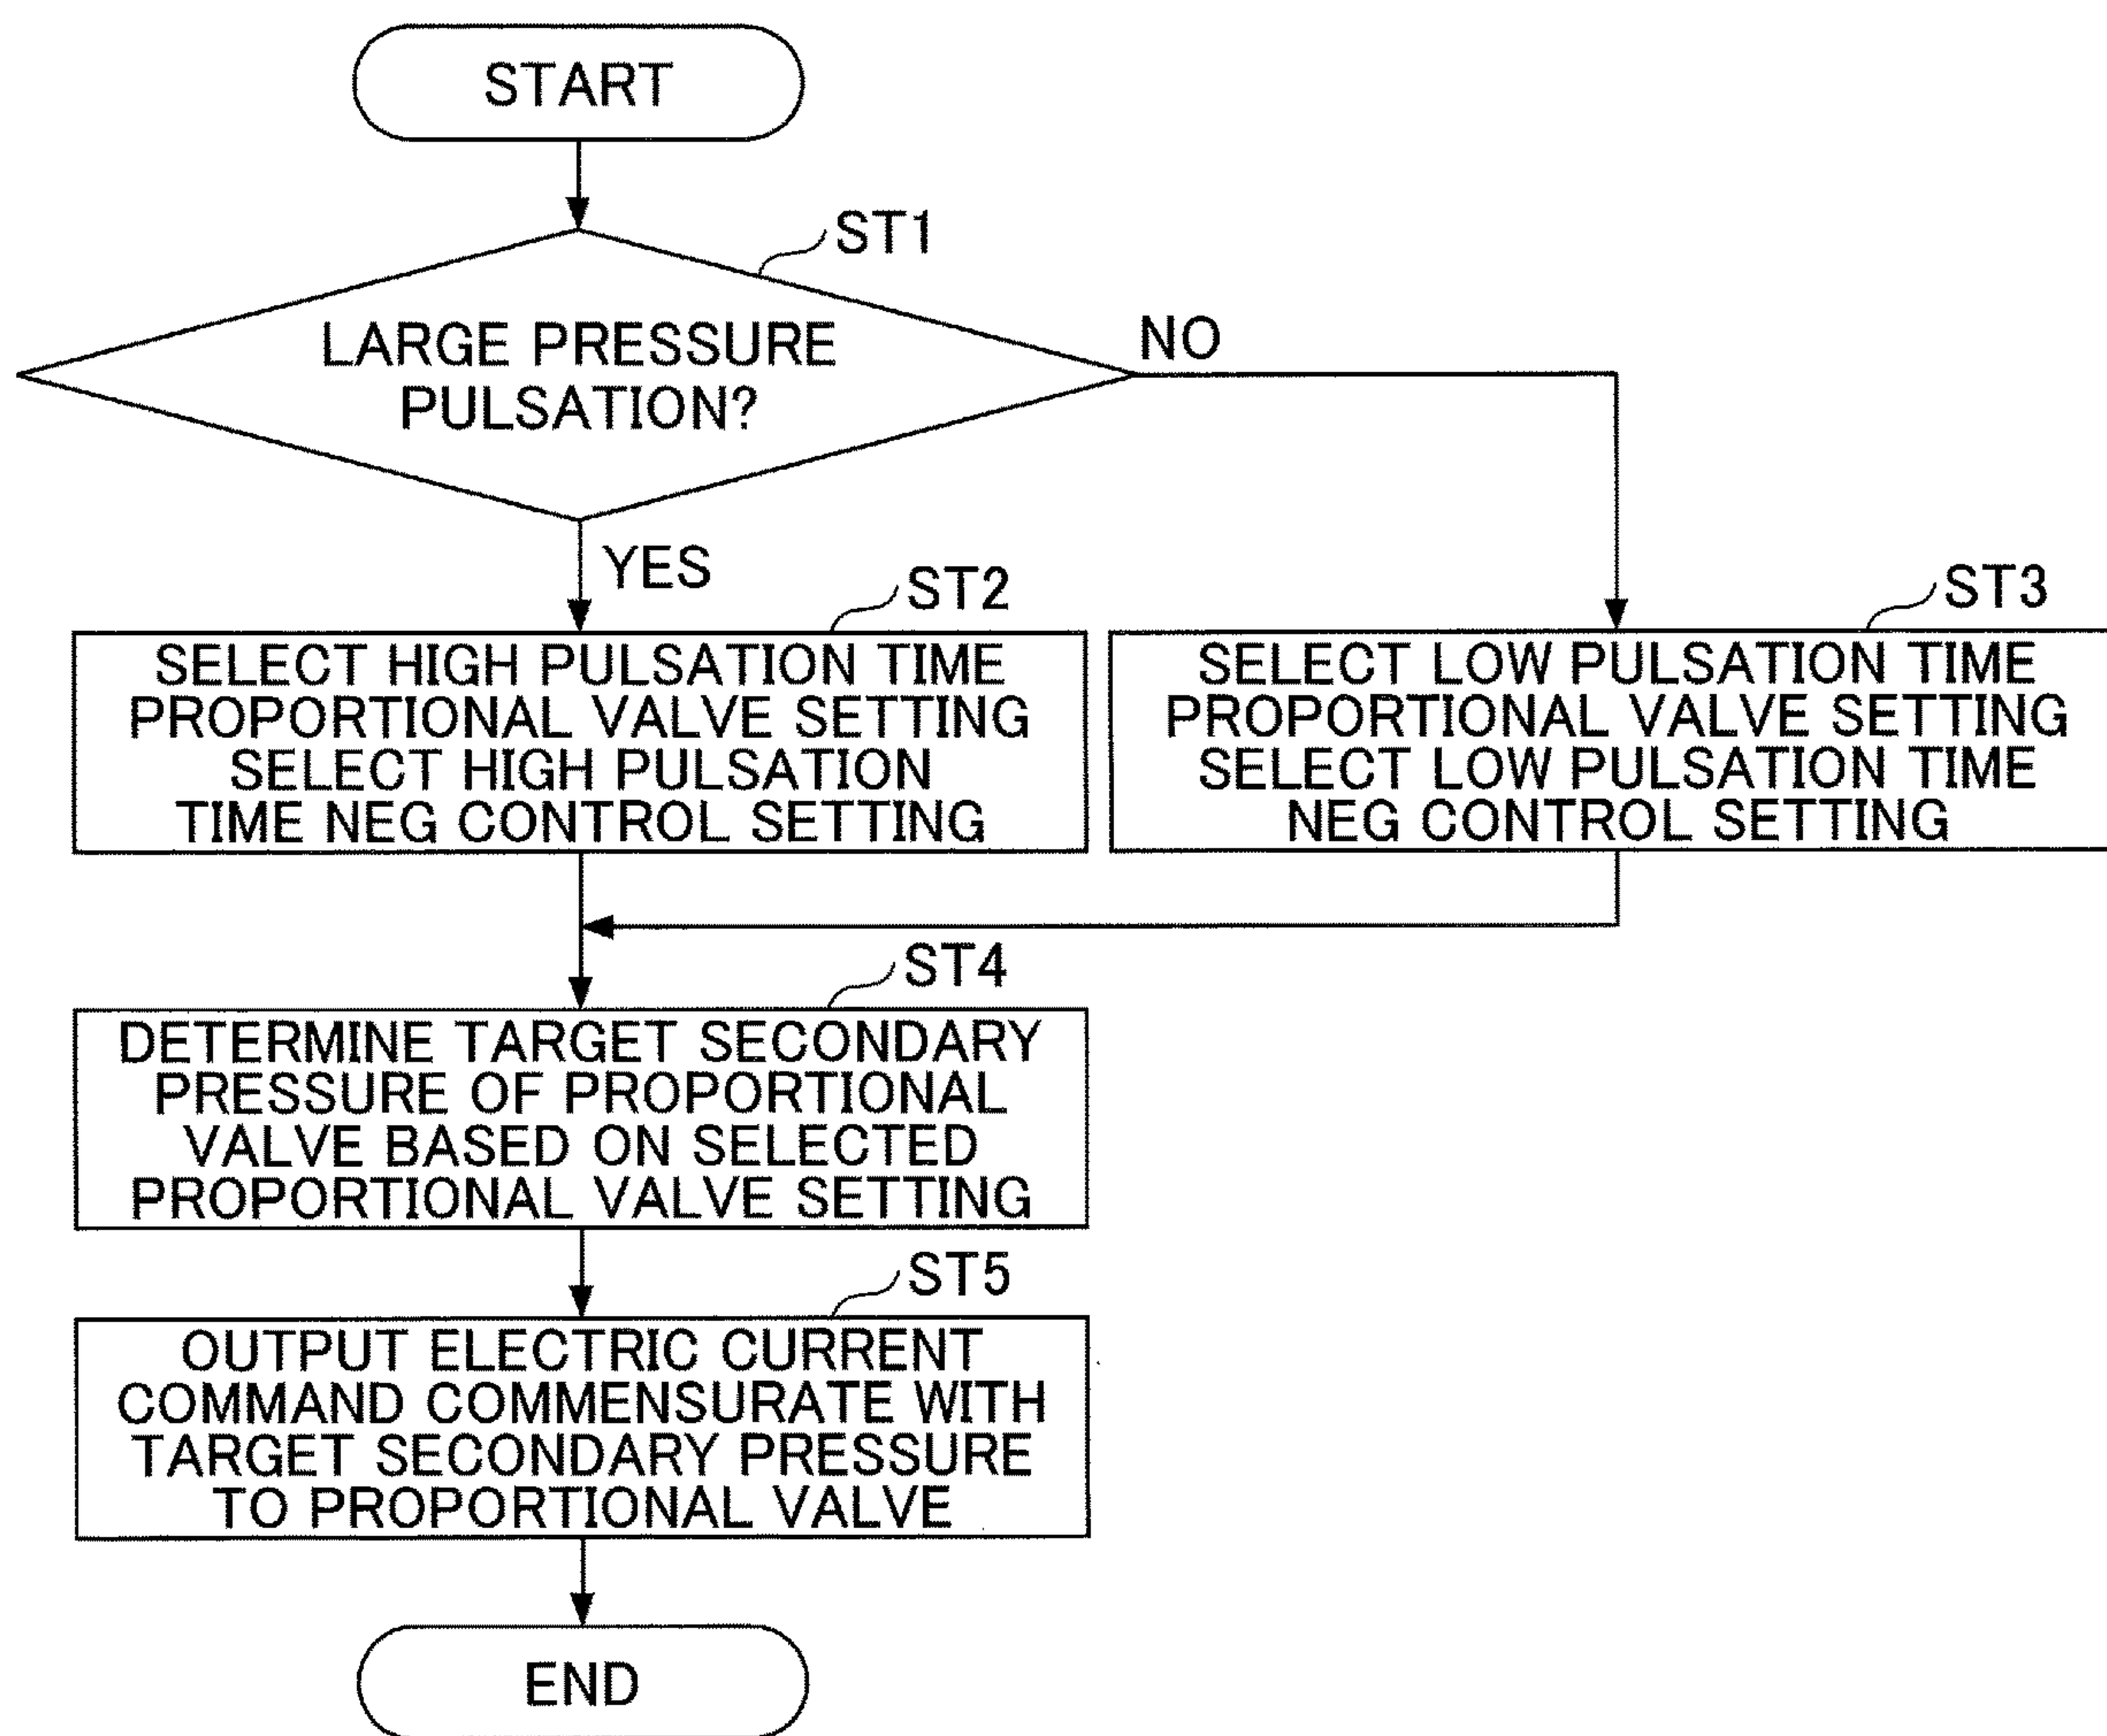 START
ST1
LARGE PRESSURE
PULSATION?
NO
YES
ST2
SELECT HIGH PULSATION TIME
PROPORTIONAL VALVE SETTING
SELECT HIGH PULSATION
TIME NEG CONTROL SETTING
ST3
SELECT LOW PULSATION TIME
PROPORTIONAL VALVE SETTING
SELECT LOW PULSATION TIME
NEG CONTROL SETTING
ST4
DETERMINE TARGET SECONDARY
PRESSURE OF PROPORTIONAL
VALVE BASED ON SELECTED
PROPORTIONAL VALVE SETTING
ST5
OUTPUT ELECTRIC CURRENT
COMMAND COMMENSURATE WITH
TARGET SECONDARY PRESSURE
TO PROPORTIONAL VALVE
END